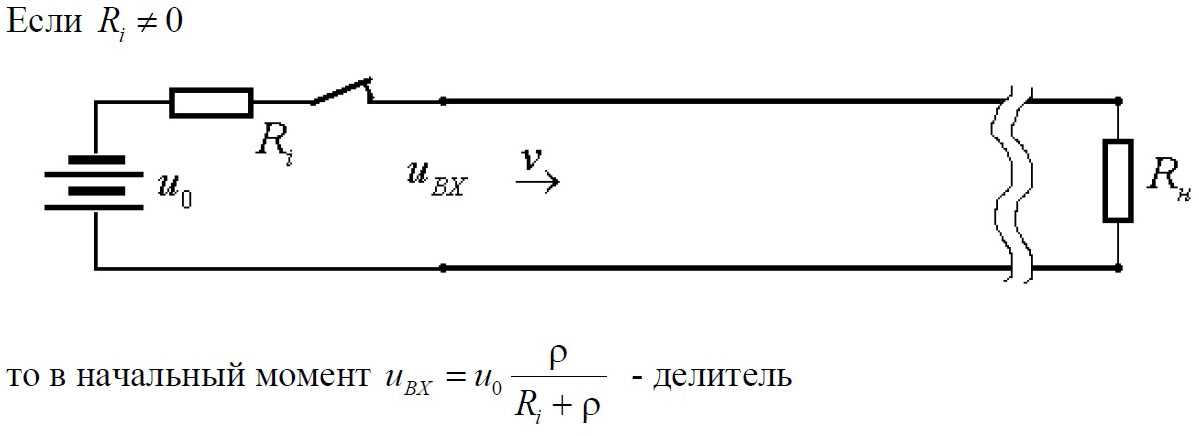 Если R_i ≠ 0
R_i
u_0
u_ВХ
v
R_н
то в начальный момент u_ВХ = u_0 ρ / (R_i + ρ) - делитель